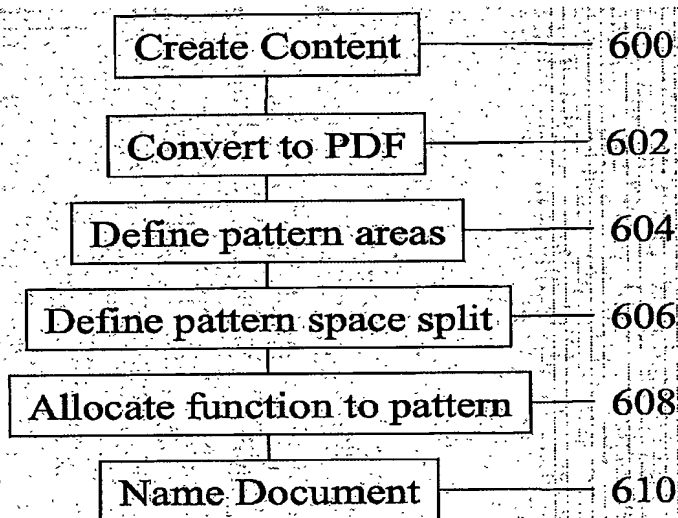 Create Content 600
Convert to PDF 602
Define pattern areas 604
Define pattern space split 606
Allocate function to pattern 608
Name Document 610